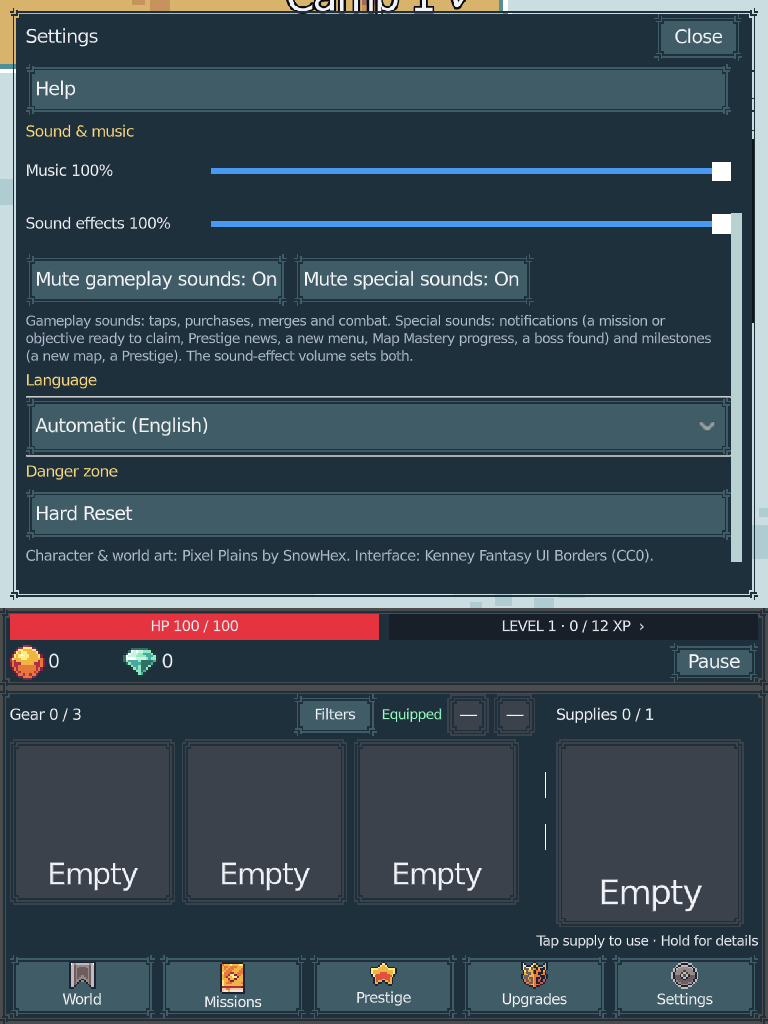 Camp 1 ✓
Settings
Close
Help
Sound & music
Music 100%
Sound effects 100%
Mute gameplay sounds: On
Mute special sounds: On
Gameplay sounds: taps, purchases, merges and combat. Special sounds: notifications (a mission or
objective ready to claim, Prestige news, a new menu, Map Mastery progress, a boss found) and milestones
(a new map, a Prestige). The sound-effect volume sets both.
Language
Automatic (English)
Danger zone
Hard Reset
Character & world art: Pixel Plains by SnowHex. Interface: Kenney Fantasy UI Borders (CC0).
HP 100 / 100
LEVEL 1 · 0 / 12 XP ›
0
0
Pause
Gear 0 / 3
Filters
Equipped
—
—
Supplies 0 / 1
Empty
Empty
Empty
Empty
Tap supply to use · Hold for details
World
Missions
Prestige
Upgrades
Settings